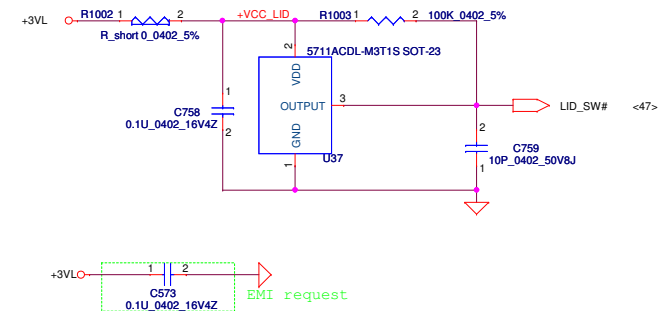 +3VL
R1002 1 2
R_short 0_0402_5%
+VCC_LID
R1003 1 2 100K_0402_5%
5711ACDL-M3T1S SOT-23
2
VDD
OUTPUT 3
GND
1
U37
1
C758
0.1U_0402_16V4Z
2
LID_SW# <47>
2
C759
10P_0402_50V8J
1
+3VL
1 2
C573
0.1U_0402_16V4Z
EMI request